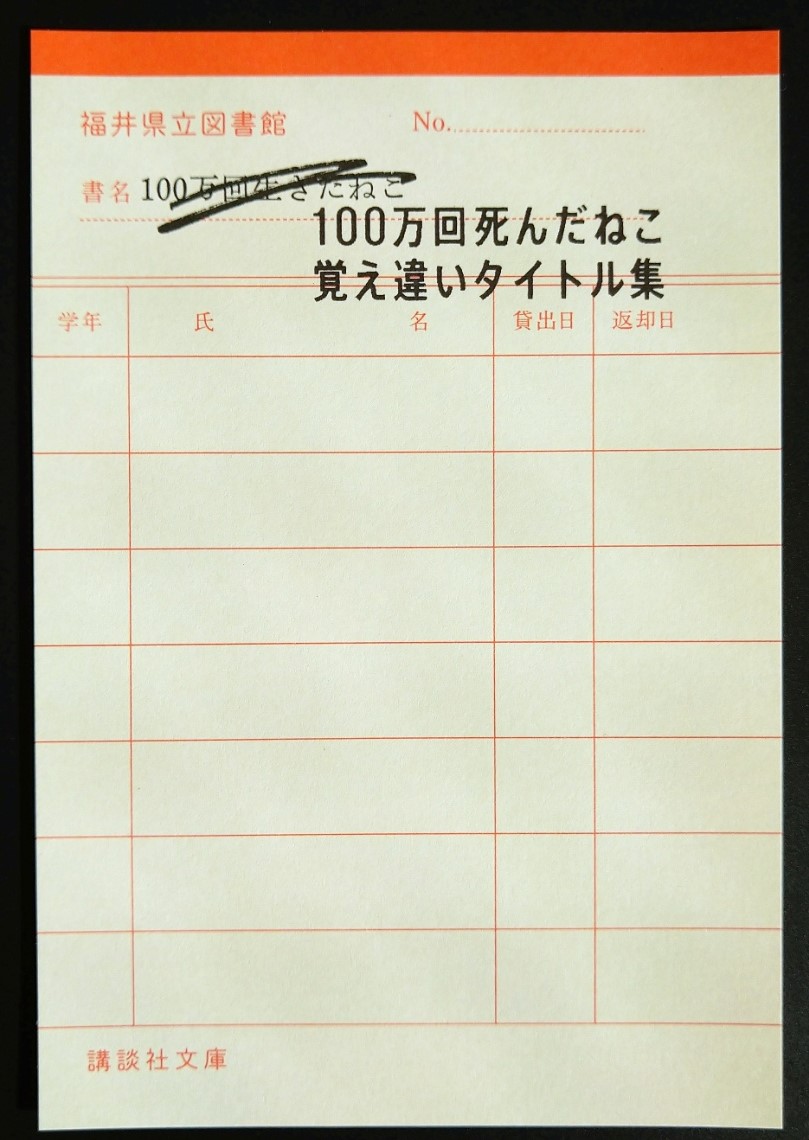 福井県立図書館 No.
書名 100万回生きたねこ
100万回死んだねこ
覚え違いタイトル集
学年 氏名 貸出日 返却日
講談社文庫